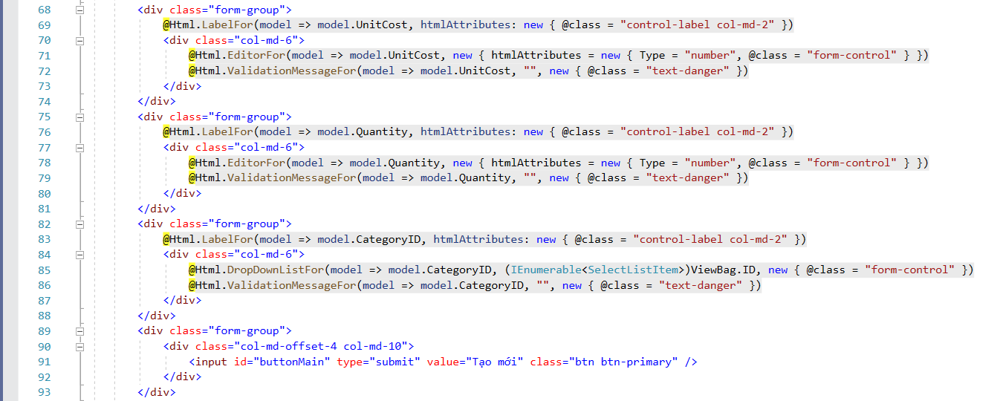 68 <div class="form-group">
69 @Html.LabelFor(model => model.UnitCost, htmlAttributes: new { @class = "control-label col-md-2" })
70 <div class="col-md-6">
71 @Html.EditorFor(model => model.UnitCost, new { htmlAttributes = new { Type = "number", @class = "form-control" } })
72 @Html.ValidationMessageFor(model => model.UnitCost, "", new { @class = "text-danger" })
73 </div>
74 </div>
75 <div class="form-group">
76 @Html.LabelFor(model => model.Quantity, htmlAttributes: new { @class = "control-label col-md-2" })
77 <div class="col-md-6">
78 @Html.EditorFor(model => model.Quantity, new { htmlAttributes = new { Type = "number", @class = "form-control" } })
79 @Html.ValidationMessageFor(model => model.Quantity, "", new { @class = "text-danger" })
80 </div>
81 </div>
82 <div class="form-group">
83 @Html.LabelFor(model => model.CategoryID, htmlAttributes: new { @class = "control-label col-md-2" })
84 <div class="col-md-6">
85 @Html.DropDownListFor(model => model.CategoryID, (IEnumerable<SelectListItem>)ViewBag.ID, new { @class = "form-control" })
86 @Html.ValidationMessageFor(model => model.CategoryID, "", new { @class = "text-danger" })
87 </div>
88 </div>
89 <div class="form-group">
90 <div class="col-md-offset-4 col-md-10">
91 <input id="buttonMain" type="submit" value="Tạo mới" class="btn btn-primary" />
92 </div>
93 </div>